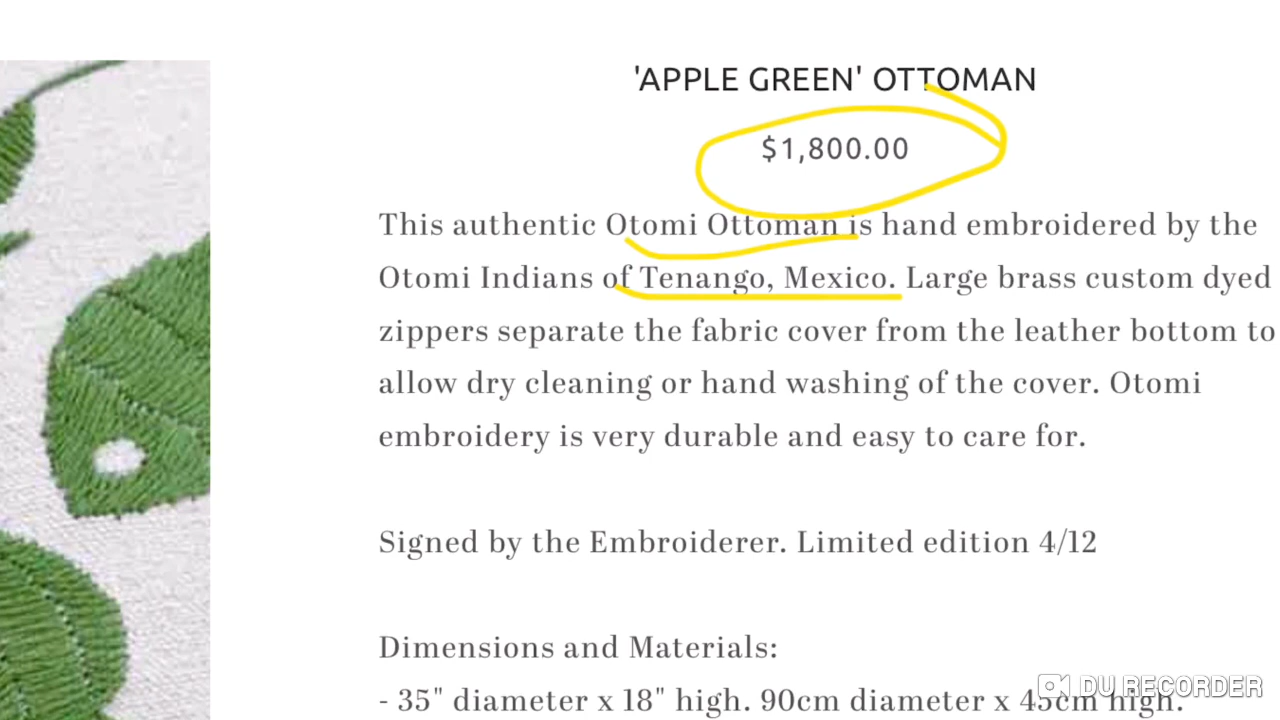 'APPLE GREEN' OTTOMAN
$1,800.00
This authentic Otomi Ottoman is hand embroidered by the
Otomi Indians of Tenango, Mexico. Large brass custom dyed
zippers separate the fabric cover from the leather bottom to
allow dry cleaning or hand washing of the cover. Otomi
embroidery is very durable and easy to care for.
Signed by the Embroiderer. Limited edition 4/12
Dimensions and Materials:
- 35" diameter x 18" high. 90cm diameter x 45cm high.
DU RECORDER